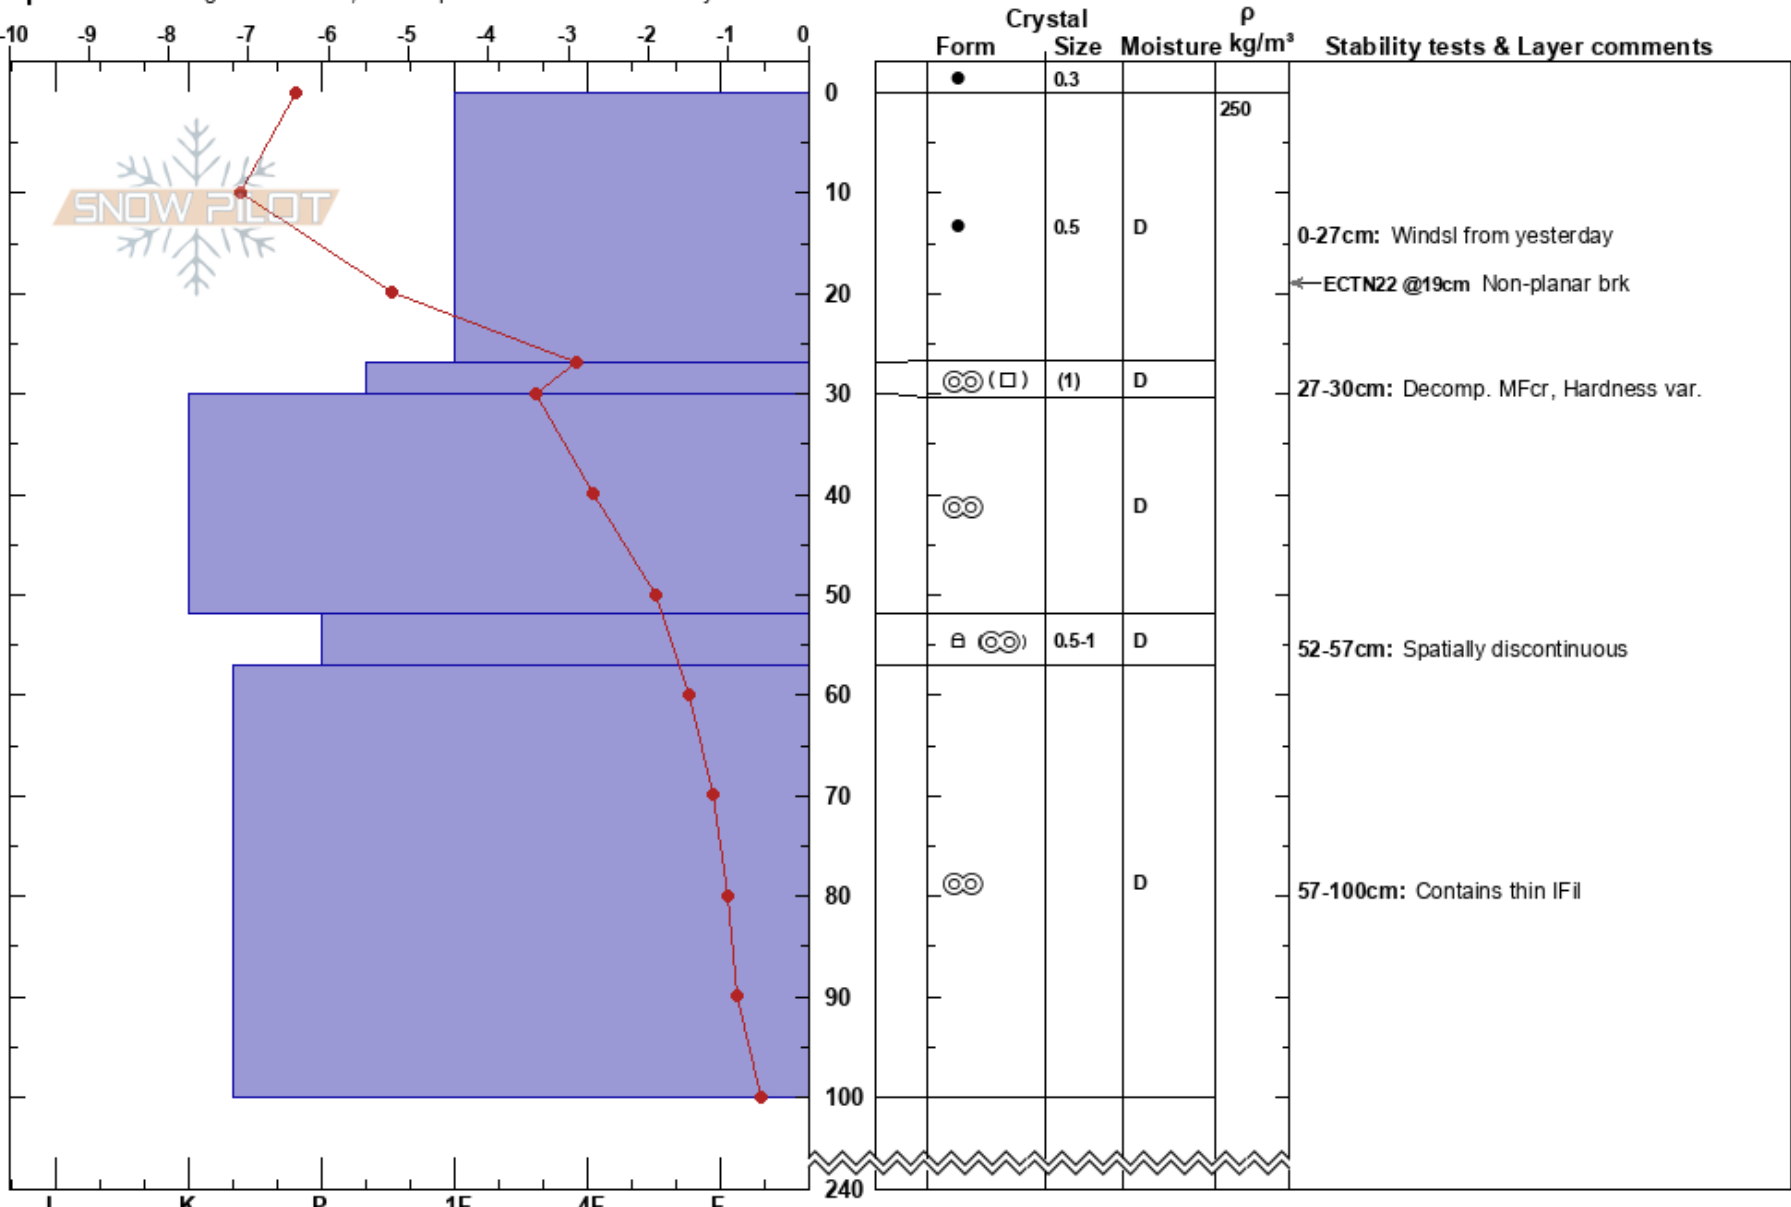 -10 -9 -8 -7 -6 -5 -4 -3 -2 -1 0
Crystal ρ
Form Size Moisture kg/m³ Stability tests & Layer comments
● 0.3
0
250
SNOW PILOT
10
● 0.5 D
0-27cm: Windsl from yesterday
20
ECTN22 @19cm Non-planar brk
(□) (1) D
30
27-30cm: Decomp. MFcr, Hardness var.
40
D
50
0.5-1 D
52-57cm: Spatially discontinuous
60
70
80
D
57-100cm: Contains thin IFil
90
100
240
I K P 1F 4F F